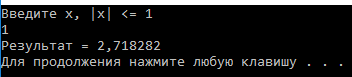 Введите x, |x| <= 1
1
Результат = 2,718282
Для продолжения нажмите любую клавишу . . .